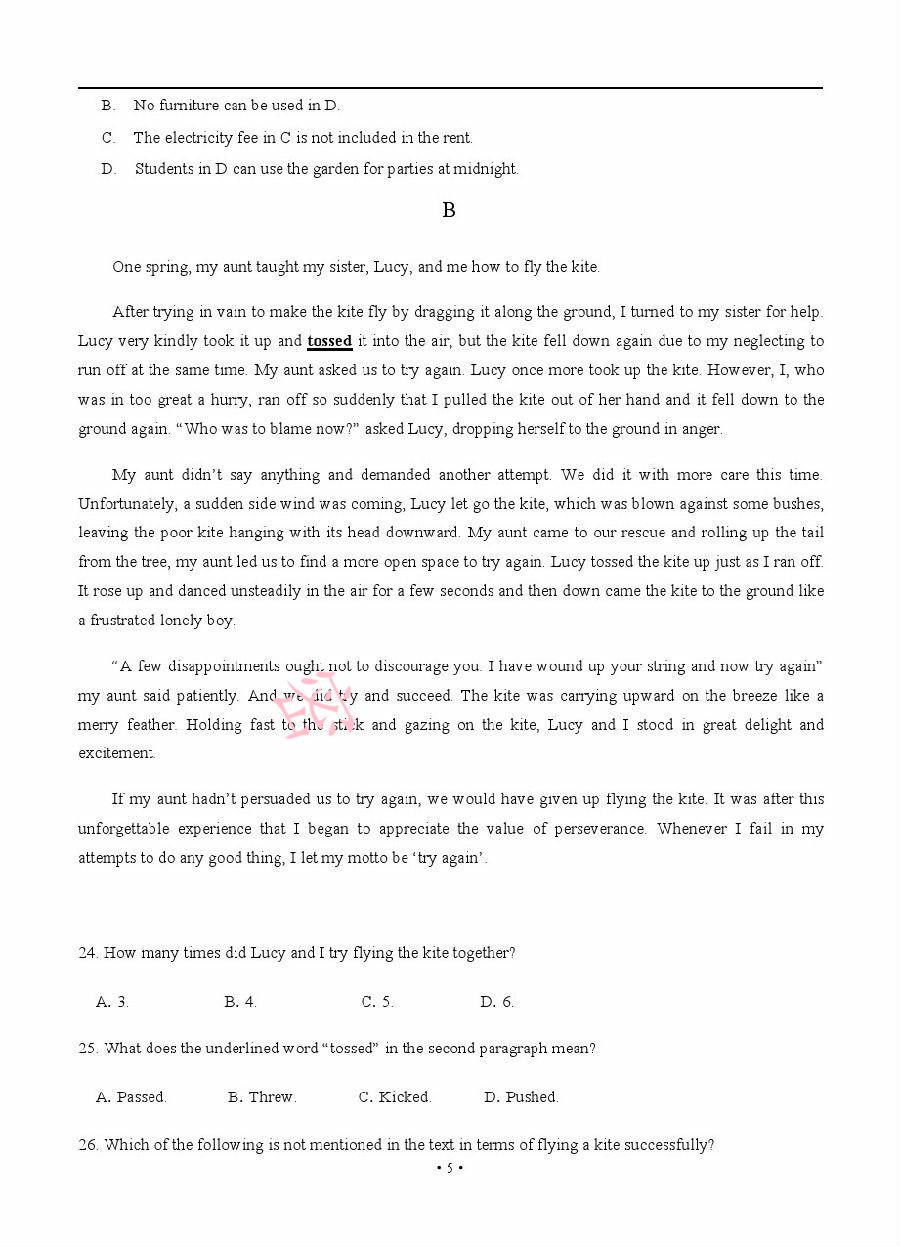 B. No furniture can be used in D.
C. The electricity fee in C is not included in the rent.
D. Students in D can use the garden for parties at midnight.
B
One spring, my aunt taught my sister, Lucy, and me how to fly the kite.
After trying in vain to make the kite fly by dragging it along the ground, I turned to my sister for help.
Lucy very kindly took it up and tossed it into the air, but the kite fell down again due to my neglecting to
run off at the same time. My aunt asked us to try again. Lucy once more took up the kite. However, I, who
was in too great a hurry, ran off so suddenly that I pulled the kite out of her hand and it fell down to the
ground again. “Who was to blame now?” asked Lucy, dropping herself to the ground in anger.
My aunt didn’t say anything and demanded another attempt. We did it with more care this time.
Unfortunately, a sudden side wind was coming, Lucy let go the kite, which was blown against some bushes,
leaving the poor kite hanging with its head downward. My aunt came to our rescue and rolling up the tail
from the tree, my aunt led us to find a more open space to try again. Lucy tossed the kite up just as I ran off.
It rose up and danced unsteadily in the air for a few seconds and then down came the kite to the ground like
a frustrated lonely boy.
“A few disappointments ought not to discourage you. I have wound up your string and now try again”
my aunt said patiently. And we did try and succeed. The kite was carrying upward on the breeze like a
merry feather. Holding fast to the stick and gazing on the kite, Lucy and I stood in great delight and
excitement.
If my aunt hadn’t persuaded us to try again, we would have given up flying the kite. It was after this
unforgettable experience that I began to appreciate the value of perseverance. Whenever I fail in my
attempts to do any good thing, I let my motto be ‘try again’.
24. How many times did Lucy and I try flying the kite together?
A. 3. B. 4. C. 5. D. 6.
25. What does the underlined word “tossed” in the second paragraph mean?
A. Passed. B. Threw. C. Kicked. D. Pushed.
26. Which of the following is not mentioned in the text in terms of flying a kite successfully?
• 5 •